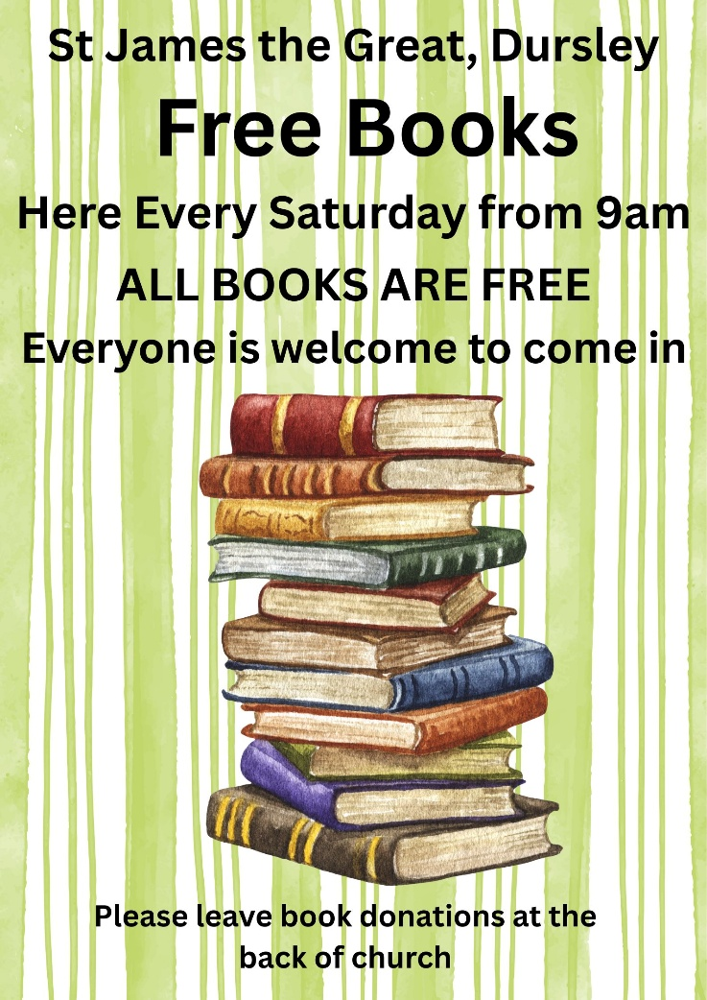 St James the Great, Dursley
Free Books
Here Every Saturday from 9am
ALL BOOKS ARE FREE
Everyone is welcome to come in
Please leave book donations at the
back of church